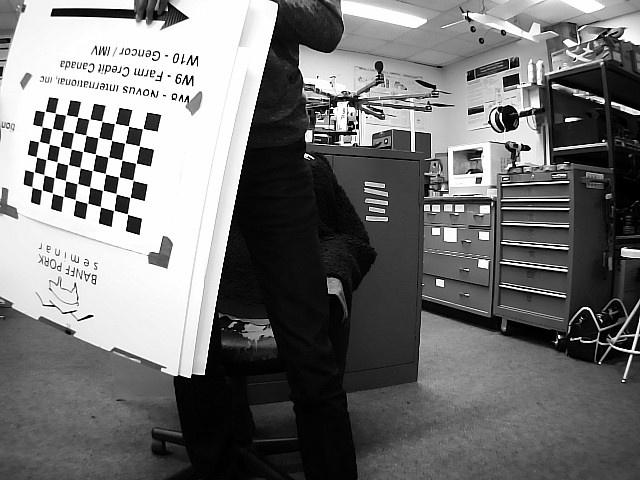 BANFF PORK
seminar
W8 - Novus International, Inc
W9 - Farm Credit Canada
W10 - Gencor / IMV